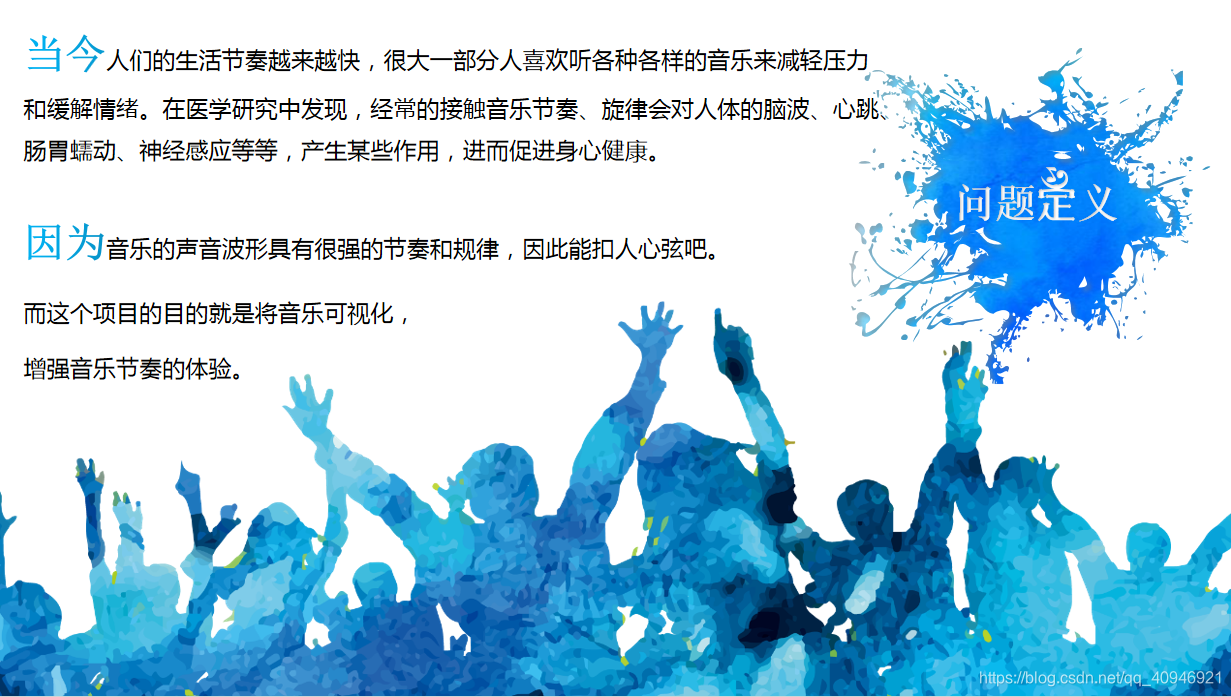 当今人们的生活节奏越来越快，很大一部分人喜欢听各种各样的音乐来减轻压力
和缓解情绪。在医学研究中发现，经常的接触音乐节奏、旋律会对人体的脑波、心跳、
肠胃蠕动、神经感应等等，产生某些作用，进而促进身心健康。
问题定义
因为音乐的声音波形具有很强的节奏和规律，因此能扣人心弦吧。
而这个项目的目的就是将音乐可视化，
增强音乐节奏的体验。
https://blog.csdn.net/qq_40946921